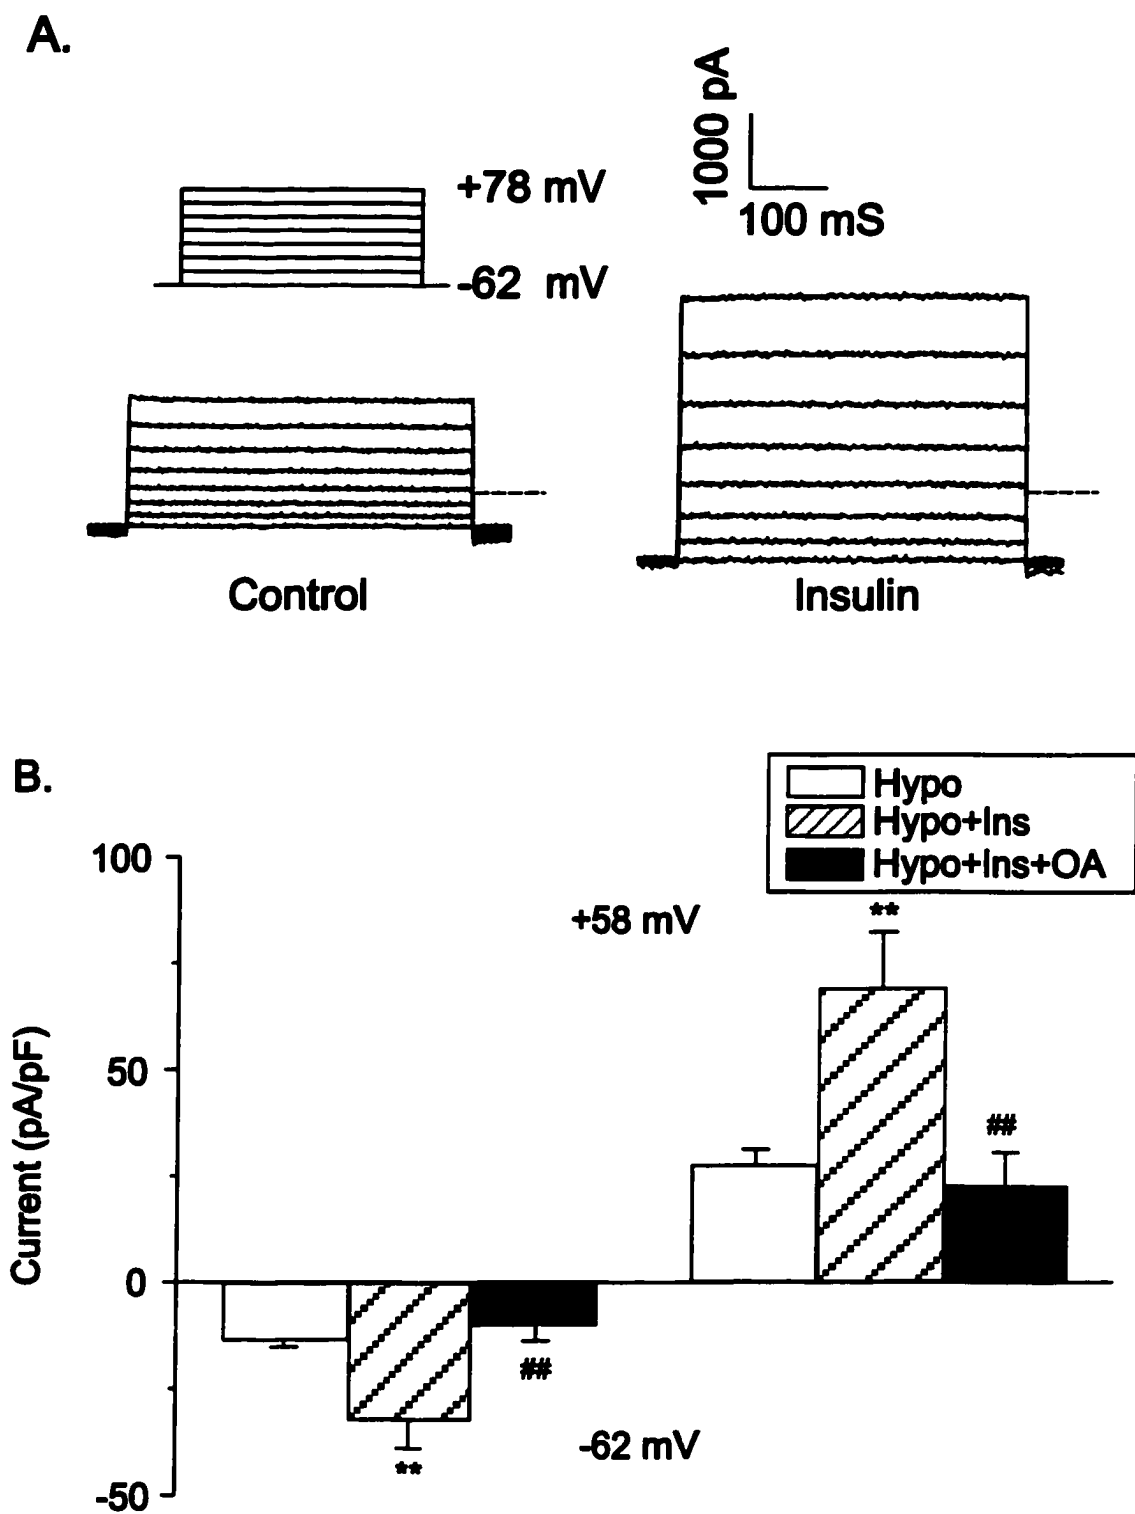 A.
1000 pA
100 mS
+78 mV
-62 mV
Control
Insulin
B.
Hypo
Hypo+Ins
Hypo+Ins+OA
100
50
0
-50
Current (pA/pF)
+58 mV
**
##
##
**
-62 mV